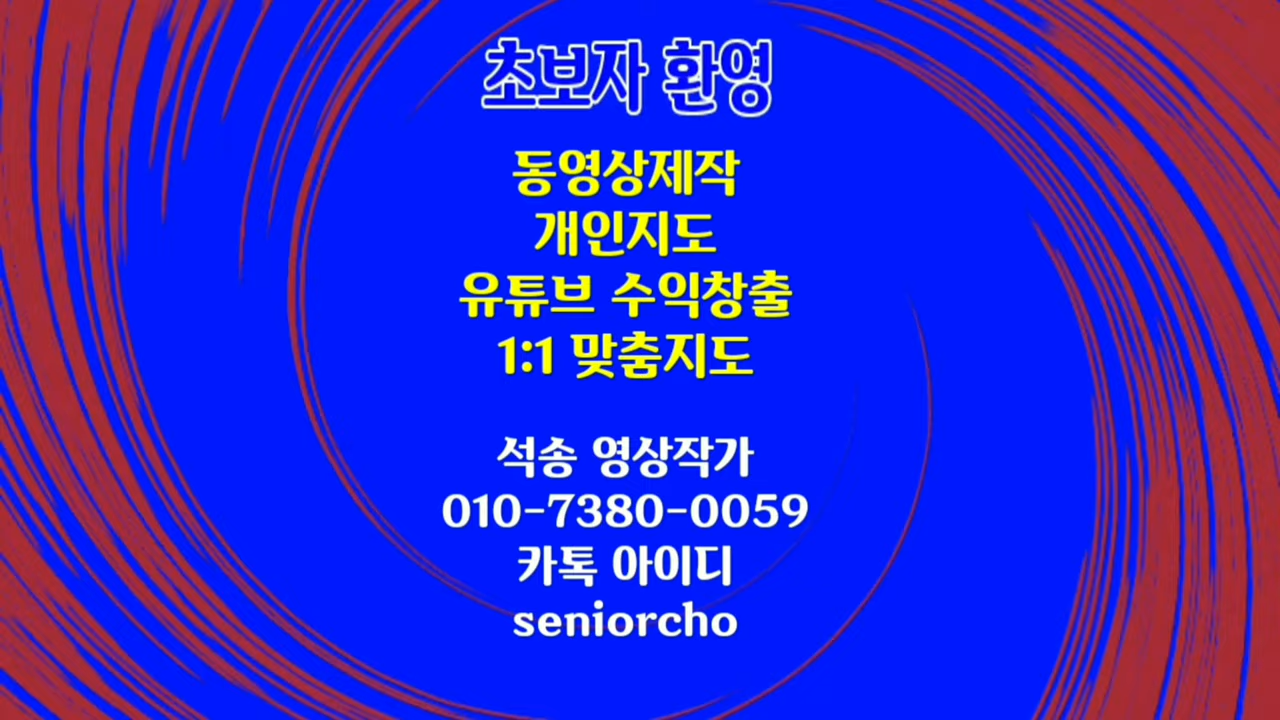 초보자 환영
동영상제작
개인지도
유튜브 수익창출
1:1 맞춤지도
석송 영상작가
010-7380-0059
카톡 아이디
seniorcho